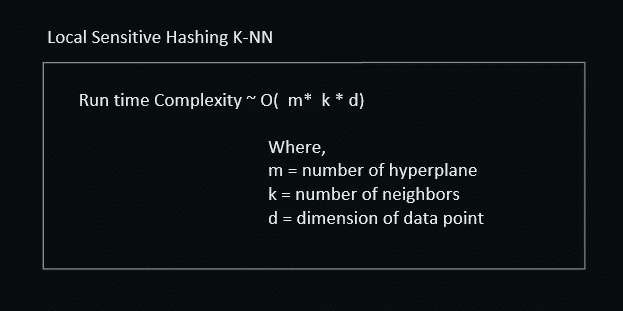 Local Sensitive Hashing K-NN
Run time Complexity ~ O(  m*  k * d)
Where,
m = number of hyperplane
k = number of neighbors
d = dimension of data point